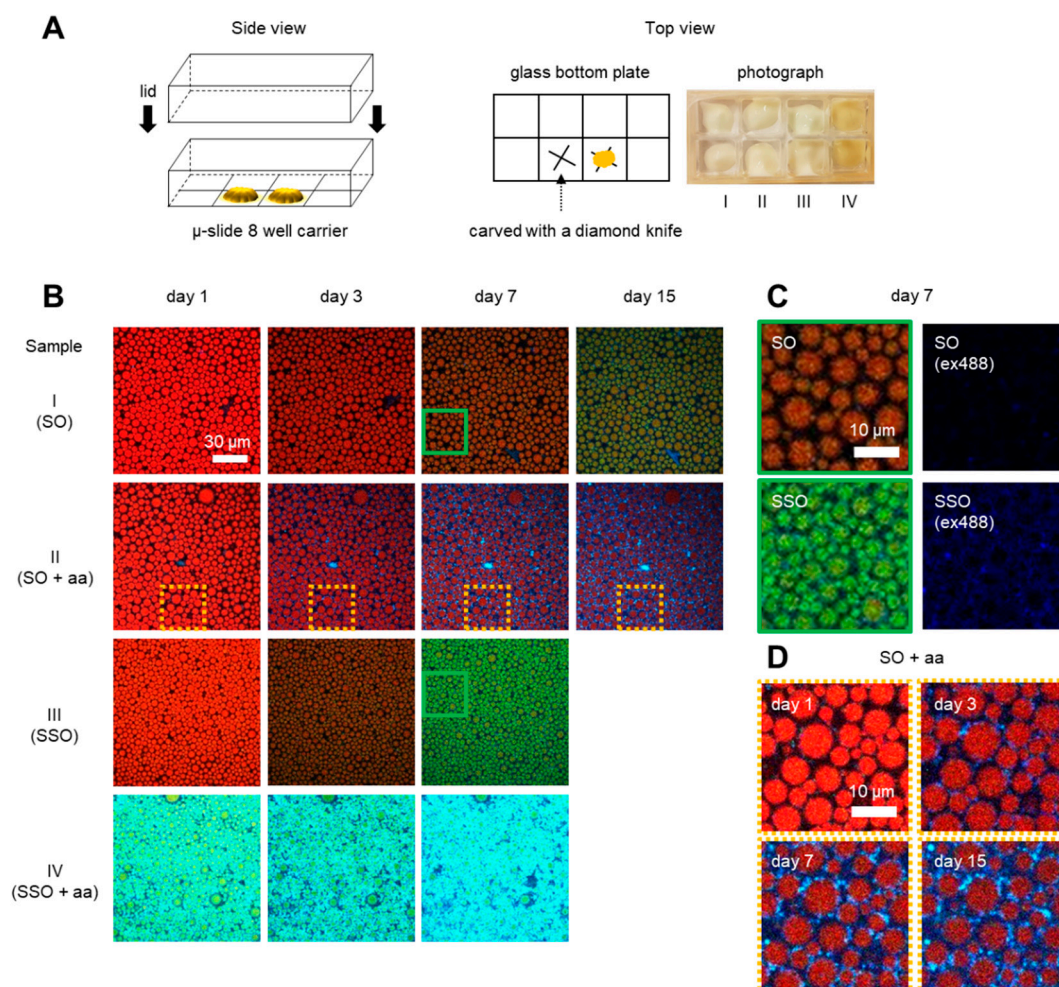 A
Side view
Top view
lid
glass bottom plate
photograph
I II III IV
µ-slide 8 well carrier
carved with a diamond knife
B
day 1
day 3
day 7
day 15
Sample
I
(SO)
30 µm
II
(SO + aa)
III
(SSO)
IV
(SSO + aa)
C
day 7
SO
10 µm
SO
(ex488)
SSO
SSO
(ex488)
D
SO + aa
day 1
10 µm
day 3
day 7
day 15